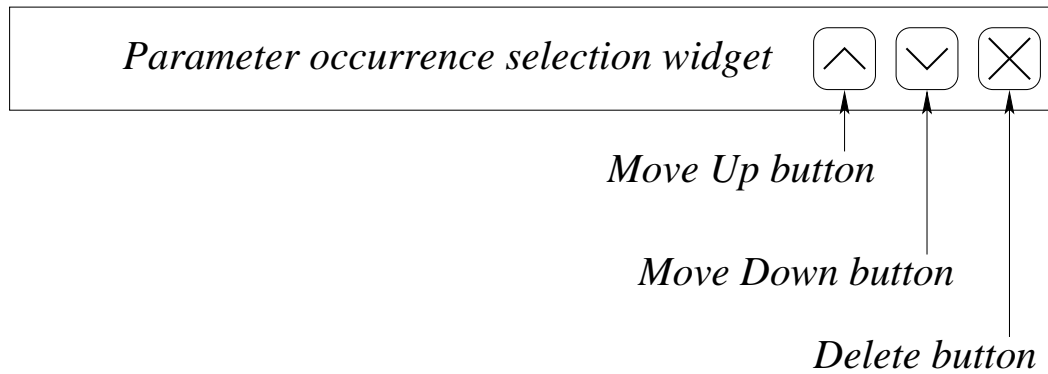 Parameter occurrence selection widget
Move Up button
Move Down button
Delete button